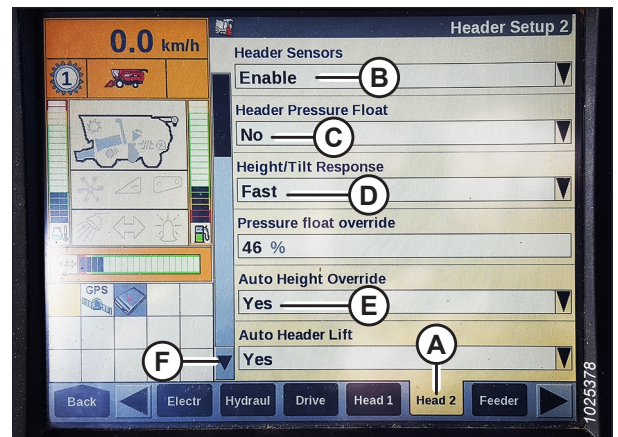 0.0 km/h
Header Setup 2
1
Header Sensors
Enable
B
Header Pressure Float
No
C
Height/Tilt Response
Fast
D
Pressure float override
46 %
Auto Height Override
Yes
E
GPS
Auto Header Lift
Yes
F
A
Back
Electr
Hydraul
Drive
Head 1
Head 2
Feeder
1025378